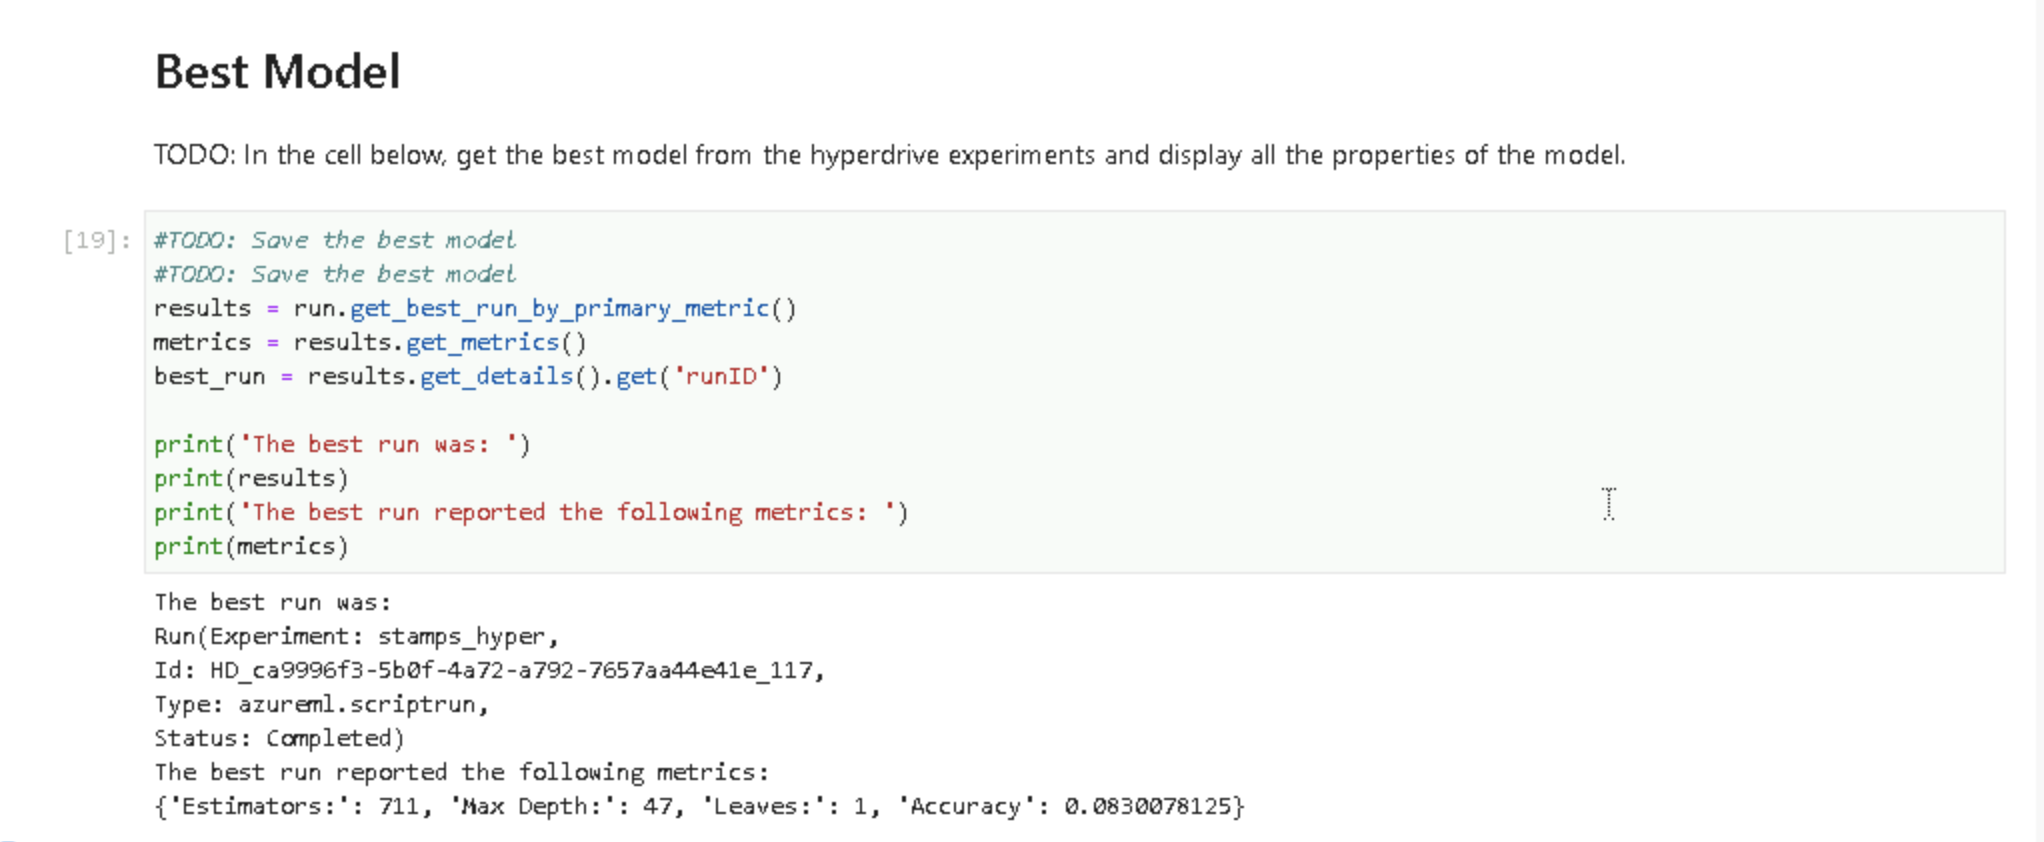 Best Model
TODO: In the cell below, get the best model from the hyperdrive experiments and display all the properties of the model.
[19]:
#TODO: Save the best model
#TODO: Save the best model
results = run.get_best_run_by_primary_metric()
metrics = results.get_metrics()
best_run = results.get_details().get('runID')
print('The best run was: ')
print(results)
print('The best run reported the following metrics: ')
print(metrics)
The best run was:
Run(Experiment: stamps_hyper,
Id: HD_ca9996f3-5b0f-4a72-a792-7657aa44e41e_117,
Type: azureml.scriptrun,
Status: Completed)
The best run reported the following metrics:
{'Estimators:': 711, 'Max Depth:': 47, 'Leaves:': 1, 'Accuracy': 0.0830078125}